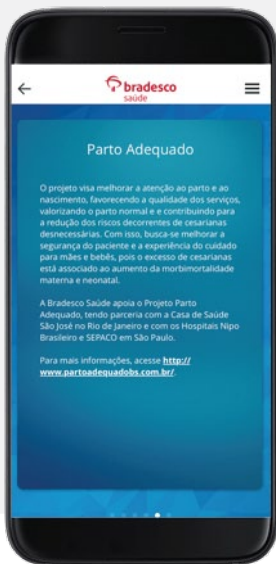 bradesco
saúde
Parto Adequado
O projeto visa melhorar a atenção ao parto e ao
nascimento, favorecendo a qualidade dos serviços,
valorizando o parto normal e e contribuindo para
a redução dos riscos decorrentes de cesarianas
desnecessárias. Com isso, busca-se melhorar a
segurança do paciente e a experiência do cuidado
para mães e bebês, pois o excesso de cesarianas
está associado ao aumento da morbimortalidade
materna e neonatal.
A Bradesco Saúde apoia o Projeto Parto
Adequado, tendo parceria com a Casa de Saúde
São José no Rio de Janeiro e com os Hospitais Nipo
Brasileiro e SEPACO em São Paulo.
Para mais informações, acesse http://
www.partoadequadobs.com.br/.